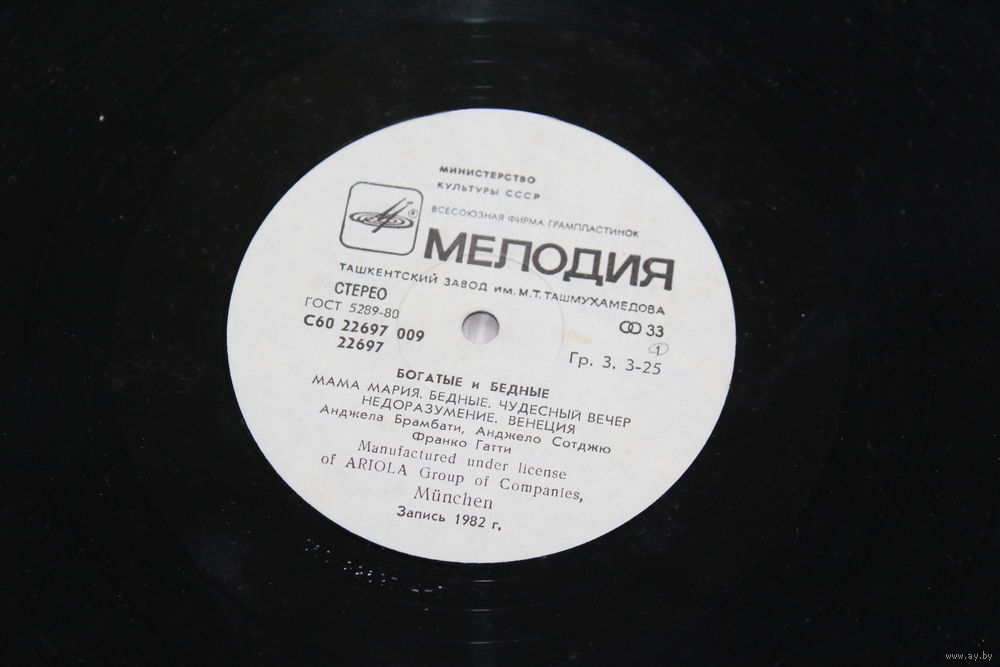 МИНИСТЕРСТВО
КУЛЬТУРЫ СССР
ВСЕСОЮЗНАЯ ФИРМА ГРАМПЛАСТИНОК
®
МЕЛОДИЯ
ТАШКЕНТСКИЙ ЗАВОД им. М.Т. ТАШМУХАМЕДОВА
СТЕРЕО
ГОСТ 5289-80
33
С60 22697 009
22697
1
Гр. 3. 3-25
БОГАТЫЕ и БЕДНЫЕ
МАМА МАРИЯ. БЕДНЫЕ. ЧУДЕСНЫЙ ВЕЧЕР
НЕДОРАЗУМЕНИЕ. ВЕНЕЦИЯ
Анджела Брамбати, Анджело Сотджю
Франко Гатти
Manufactured under license
of ARIOLA Group of Companies,
München
Запись 1982 г.
www.ay.by